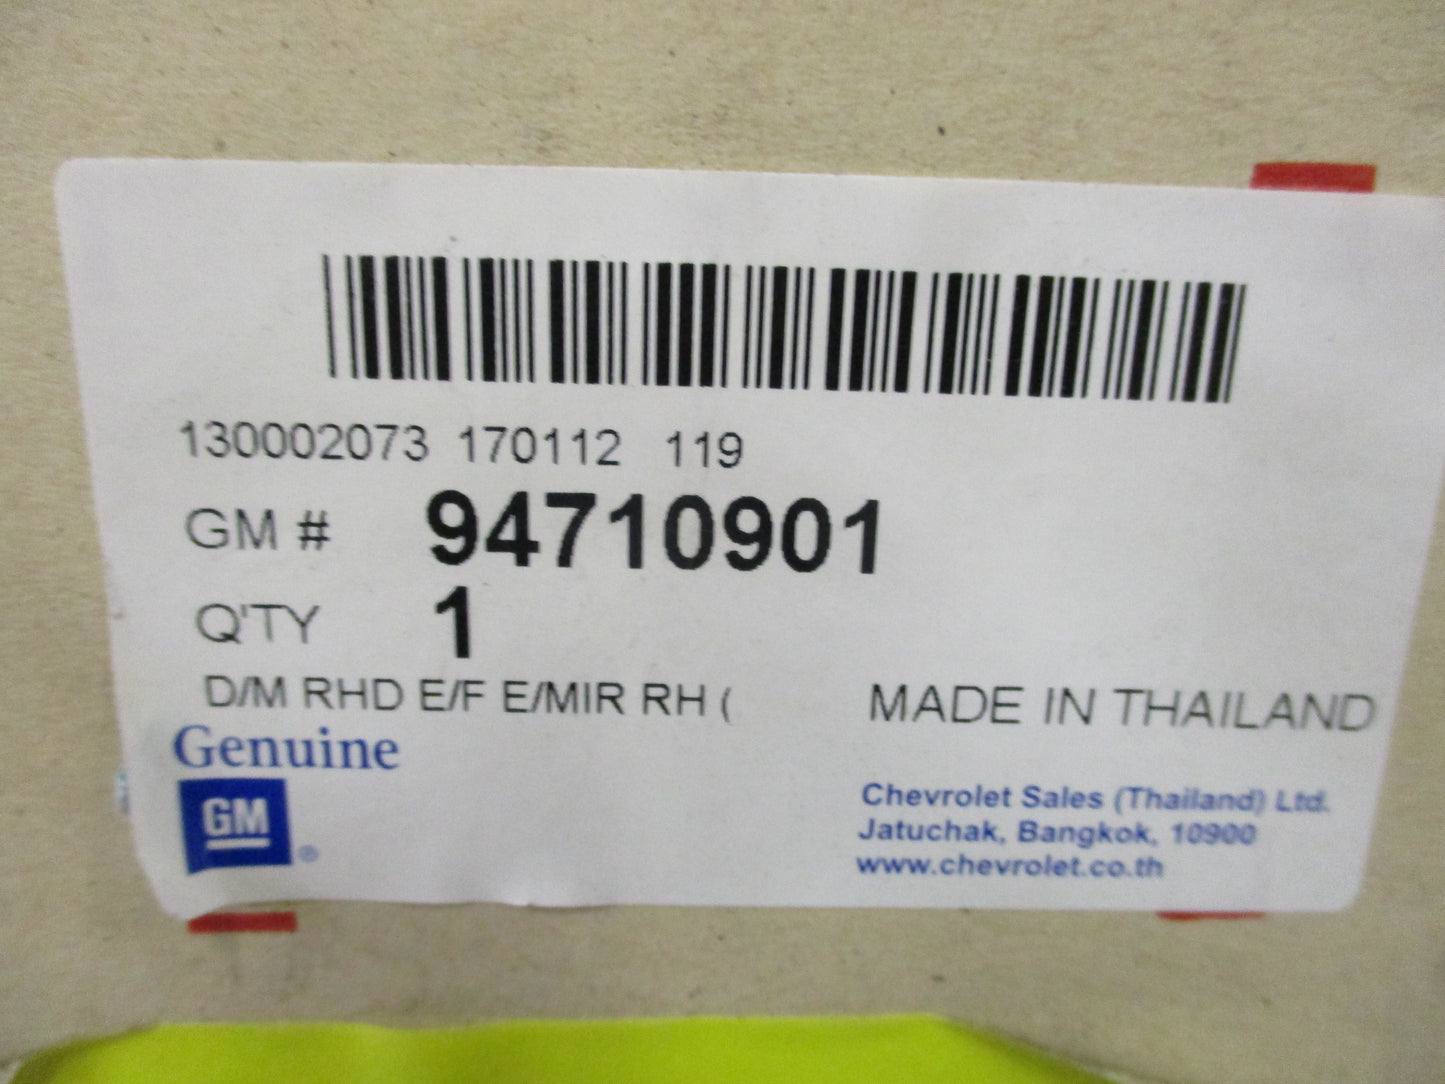 130002073 170112 119
GM # 94710901
Q'TY 1
D/M RHD E/F E/MIR RH (
MADE IN THAILAND
Genuine
GM ®
Chevrolet Sales (Thailand) Ltd.
Jatuchak, Bangkok, 10900
www.chevrolet.co.th